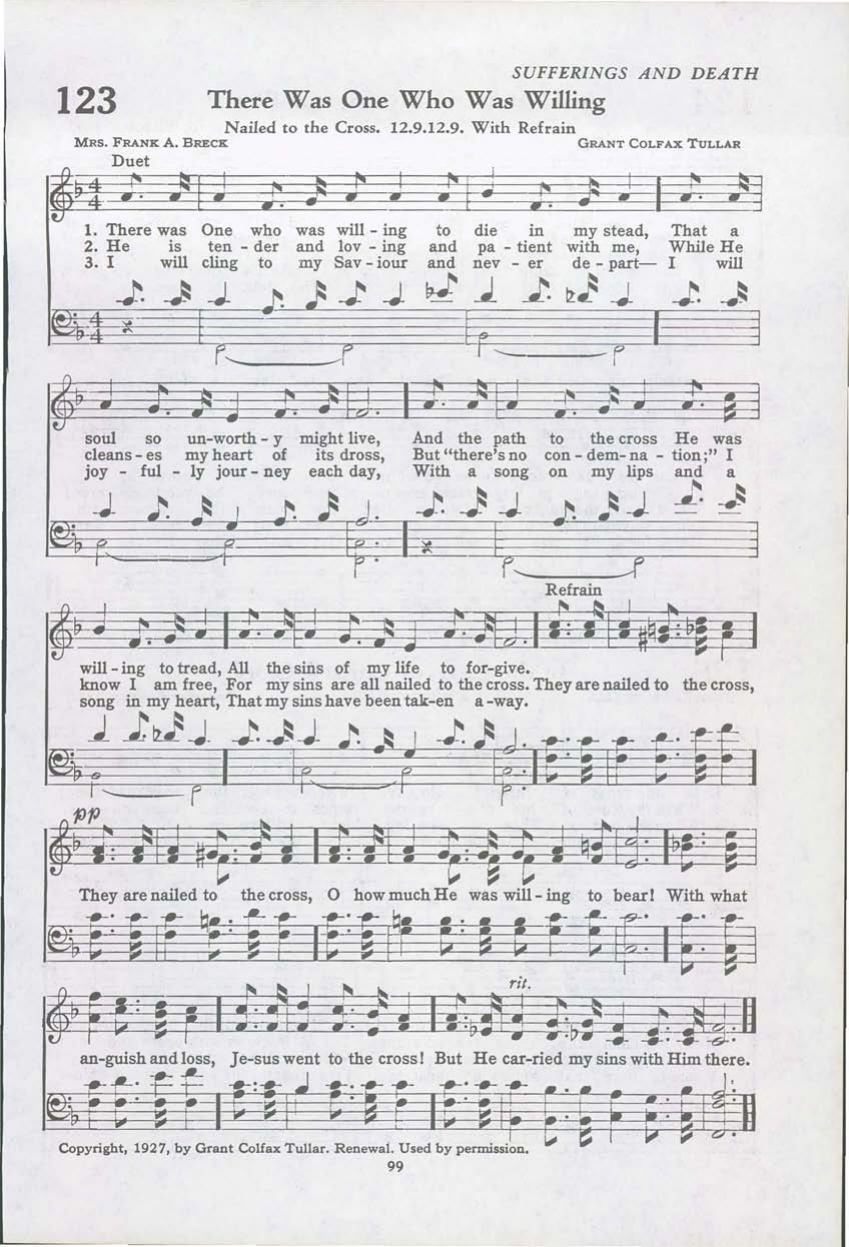 SUFFERINGS AND DEATH
123 There Was One Who Was Willing
Nailed to the Cross. 12.9.12.9. With Refrain
MRS. FRANK A. BRECK GRANT COLFAX TULLAR
Duet
1. There was One who was will - ing to die in my stead, That a
2. He is ten - der and lov - ing and pa - tient with me, While He
3. I will cling to my Sav - iour and nev - er de - part— I will
soul so un-worth - y might live, And the path to the cross He was
cleans - es my heart of its dross, But "there's no con - dem - na - tion;" I
joy - ful - ly jour - ney each day, With a song on my lips and a
Refrain
will - ing to tread, All the sins of my life to for-give.
know I am free, For my sins are all nailed to the cross. They are nailed to the cross,
song in my heart, That my sins have been tak-en a-way.
pp
They are nailed to the cross, O how much He was will - ing to bear! With what
rit.
an-guish and loss, Je-sus went to the cross! But He car-ried my sins with Him there.
Copyright, 1927, by Grant Colfax Tullar. Renewal. Used by permission.
99